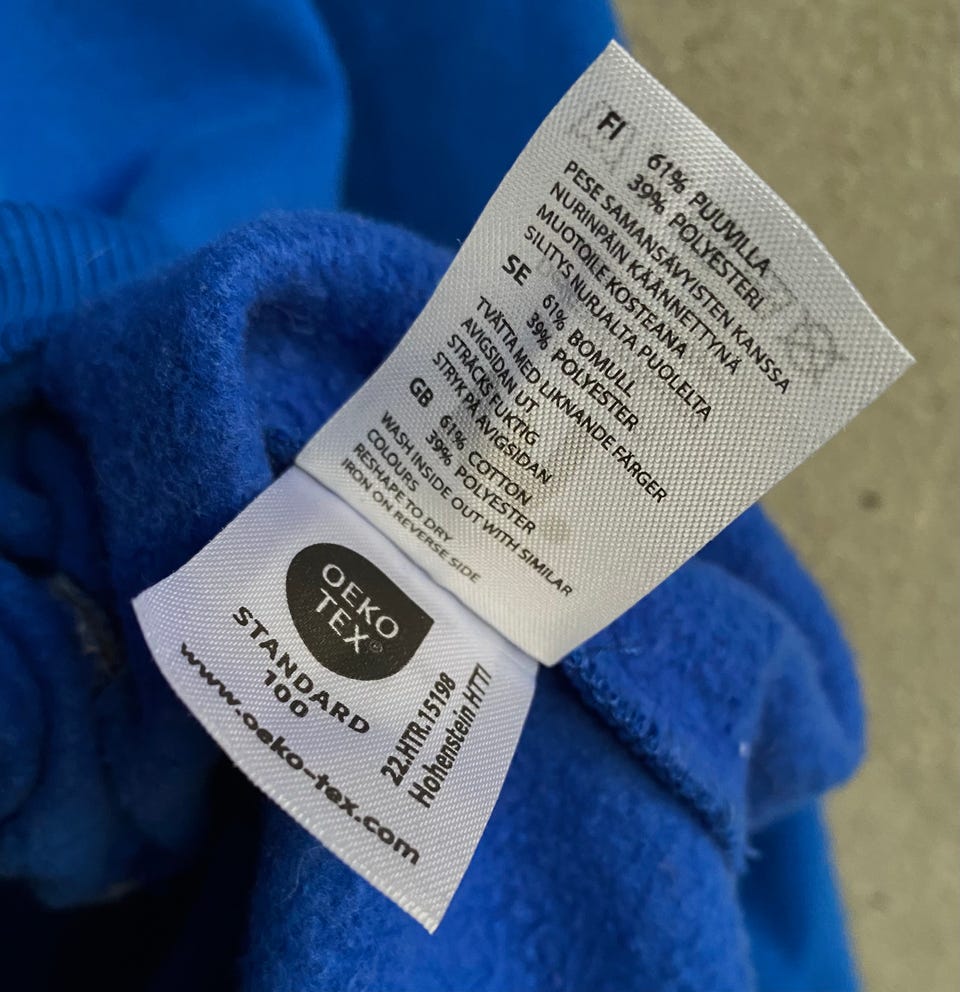 FI
61% PUUVILLA
39% POLYESTERI
PESE SAMANSÄVYISTEN KANSSA
NURINPÄIN KÄÄNNETTYNÄ
MUOTOILE KOSTEANA
SILITYS NURJALTA PUOLELTA
SE
61% BOMULL
39% POLYESTER
TVÄTTA MED LIKNANDE FÄRGER
AVIGSIDAN UT
STRÄCKS FUKTIG
STRYK PÅ AVIGSIDAN
GB
61% COTTON
39% POLYESTER
WASH INSIDE OUT WITH SIMILAR
COLOURS
RESHAPE TO DRY
IRON ON REVERSE SIDE
OEKO
TEX®
STANDARD
100
www.oeko-tex.com
22.HTR.15198
Hohenstein HTTI